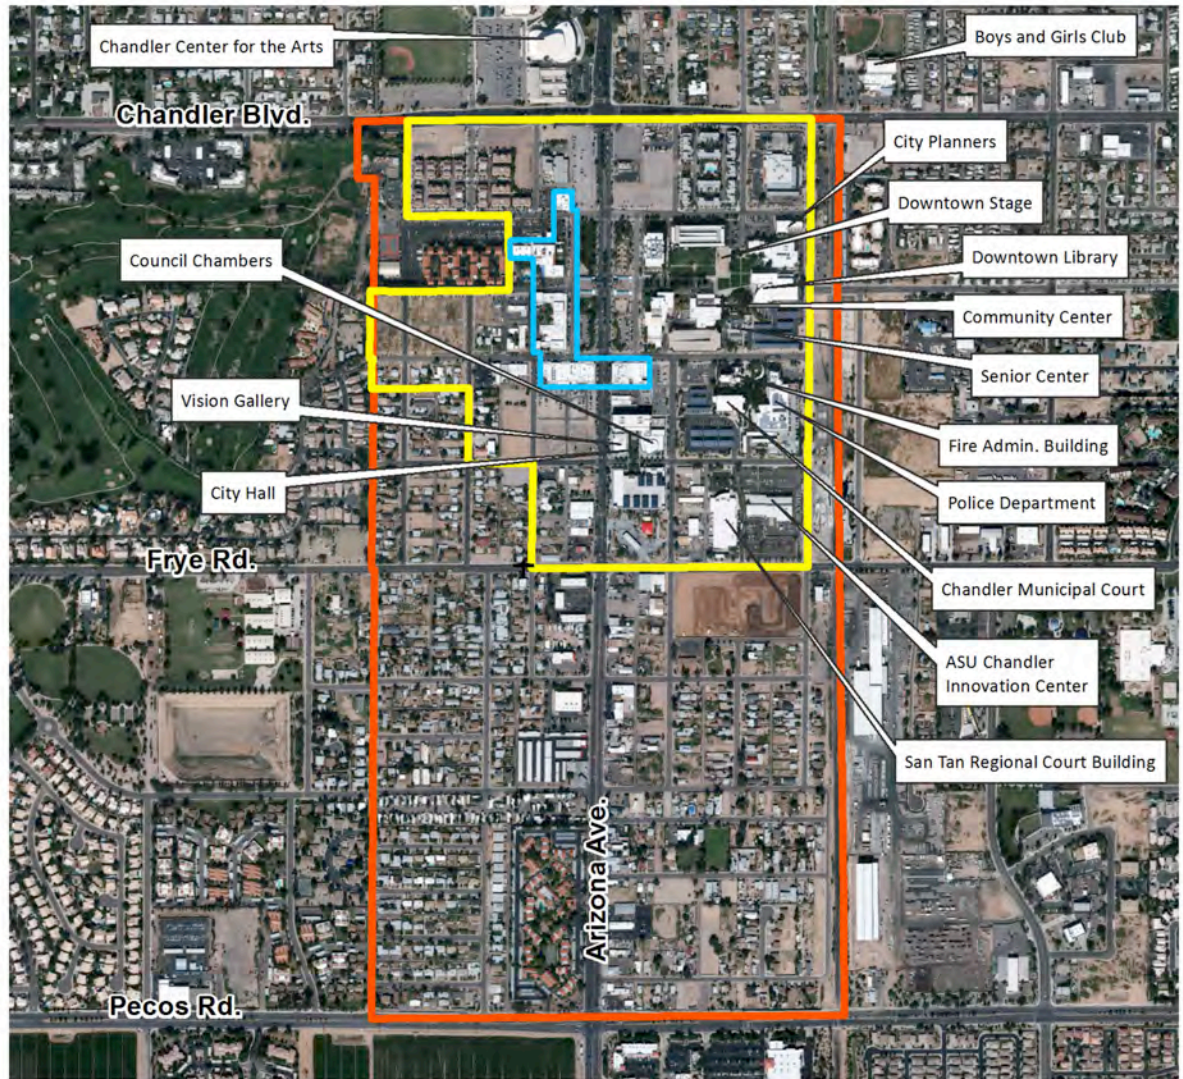 Chandler Center for the Arts
Boys and Girls Club
Chandler Blvd.
City Planners
Downtown Stage
Council Chambers
Downtown Library
Community Center
Senior Center
Vision Gallery
Fire Admin. Building
City Hall
Police Department
Frye Rd.
Chandler Municipal Court
ASU Chandler
Innovation Center
San Tan Regional Court Building
Arizona Ave.
Pecos Rd.